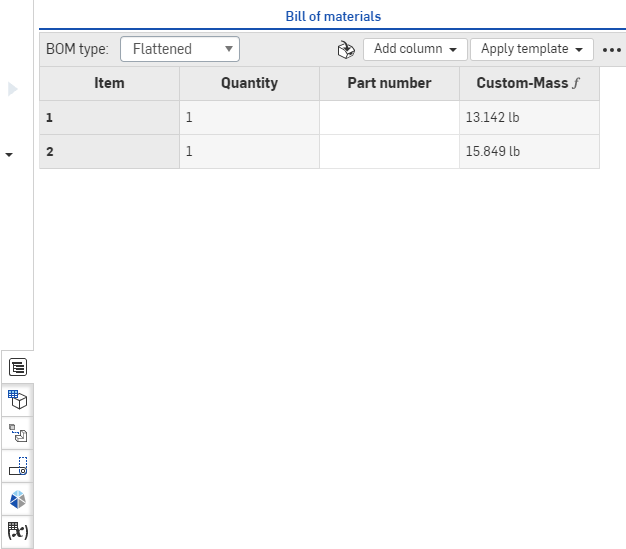 Bill of materials
BOM type: Flattened Add column Apply template
Item Quantity Part number Custom-Mass f
1 1 13.142 lb
2 1 15.849 lb
(x)